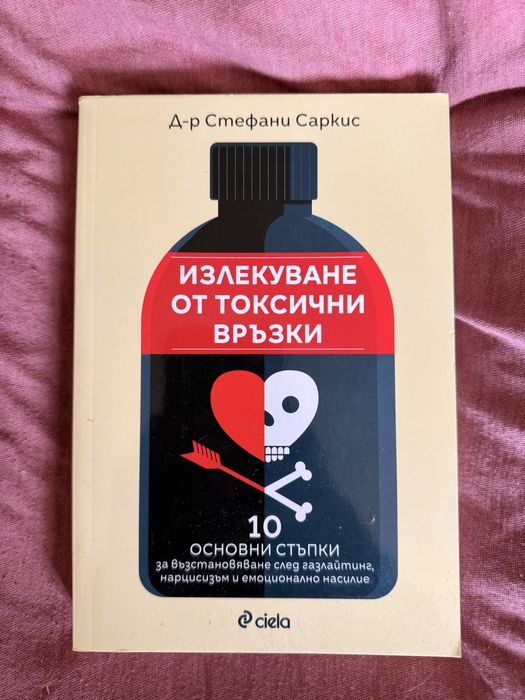 Д-р Стефани Саркис
ИЗЛЕКУВАНЕ
ОТ ТОКСИЧНИ
ВРЪЗКИ
10
ОСНОВНИ СТЪПКИ
за възстановяване след газлайтинг,
нарцисизъм и емоционално насилие
ciela